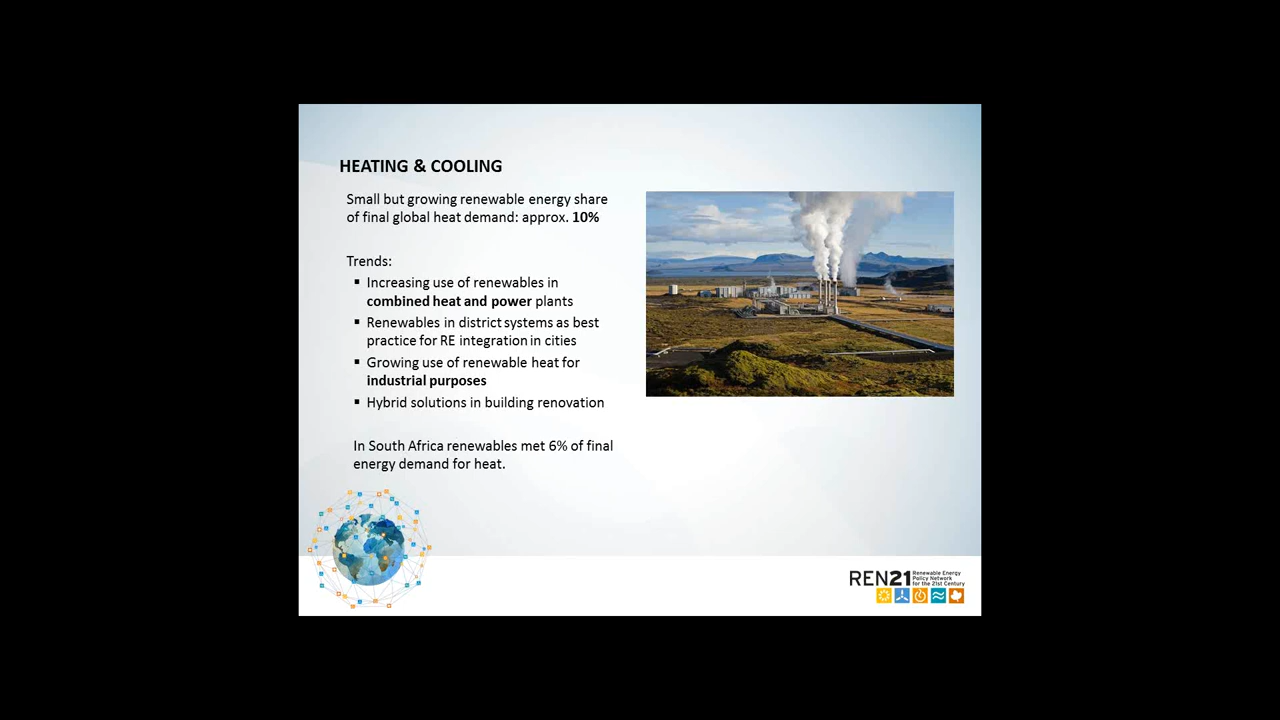 HEATING & COOLING
Small but growing renewable energy share
of final global heat demand: approx. 10%
Trends:
▪ Increasing use of renewables in
combined heat and power plants
▪ Renewables in district systems as best
practice for RE integration in cities
▪ Growing use of renewable heat for
industrial purposes
▪ Hybrid solutions in building renovation
In South Africa renewables met 6% of final
energy demand for heat.
REN21
Renewable Energy
Policy Network
for the 21st Century